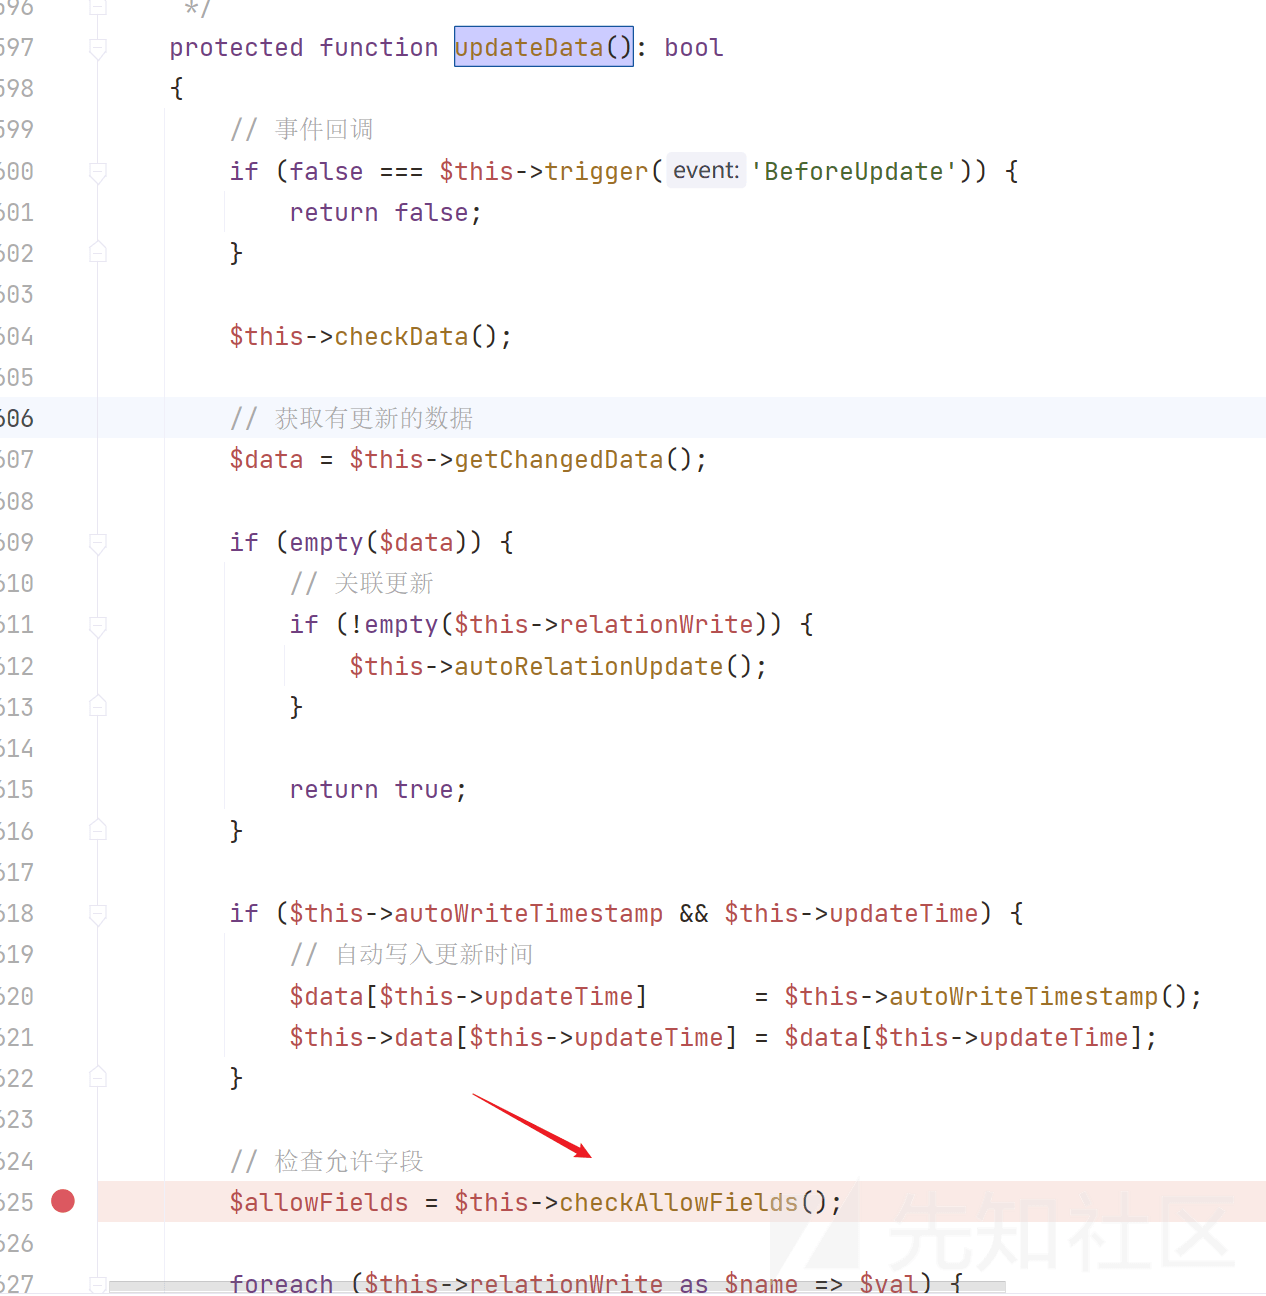 596 */
597 protected function updateData(): bool
598 {
599 // 事件回调
600 if (false === $this->trigger( event: 'BeforeUpdate')) {
601 return false;
602 }
603
604 $this->checkData();
605
606 // 获取有更新的数据
607 $data = $this->getChangedData();
608
609 if (empty($data)) {
610 // 关联更新
611 if (!empty($this->relationWrite)) {
612 $this->autoRelationUpdate();
613 }
614
615 return true;
616 }
617
618 if ($this->autoWriteTimestamp && $this->updateTime) {
619 // 自动写入更新时间
620 $data[$this->updateTime] = $this->autoWriteTimestamp();
621 $this->data[$this->updateTime] = $data[$this->updateTime];
622 }
623
624 // 检查允许字段
625 $allowFields = $this->checkAllowFields();
626
627 foreach ($this->relationWrite as $name => $val) {
先知社区